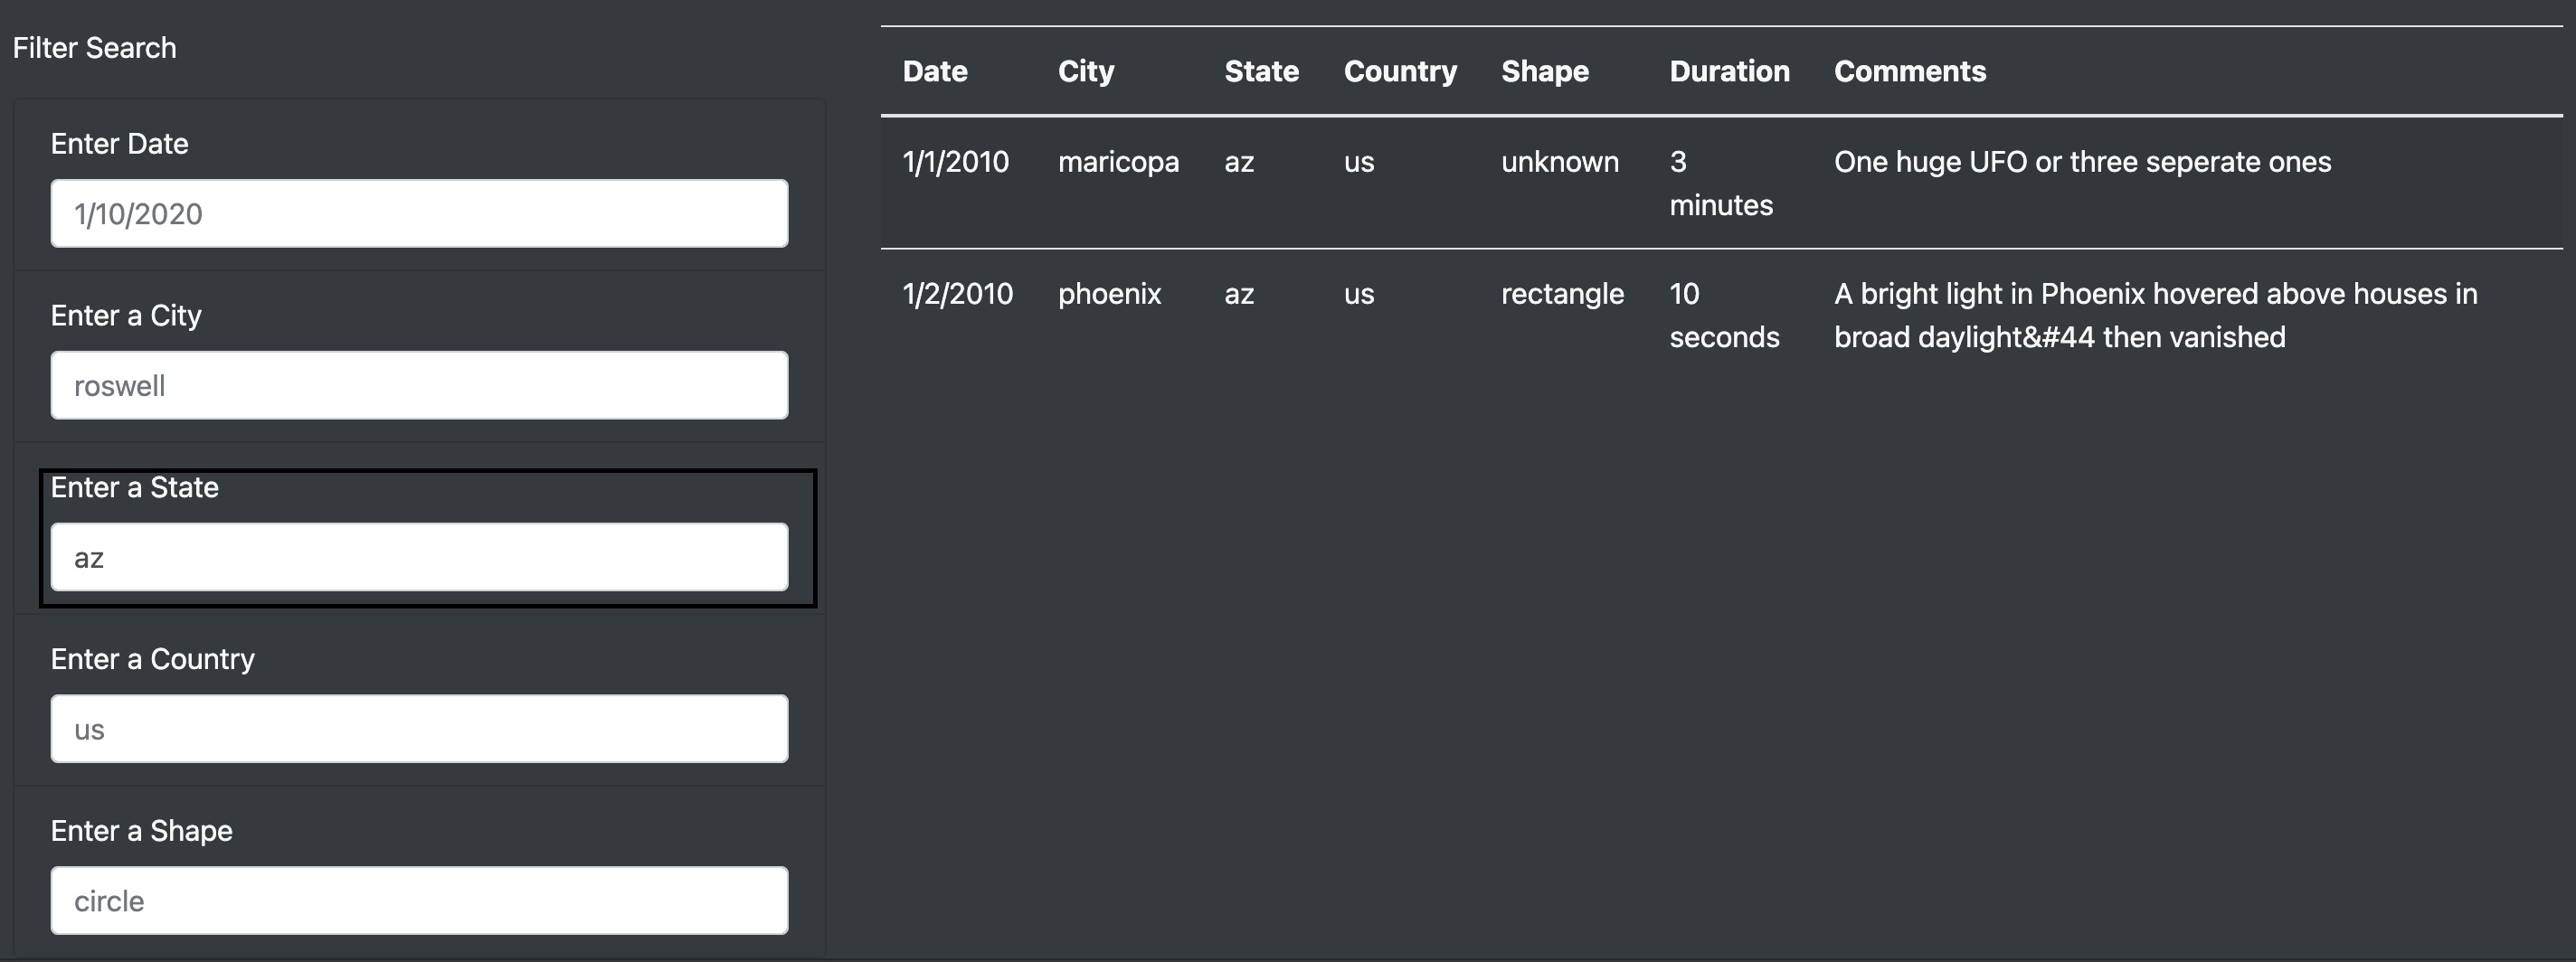 Filter Search
Enter Date
1/10/2020
Enter a City
roswell
Enter a State
az
Enter a Country
us
Enter a Shape
circle
Date City State Country Shape Duration Comments
1/1/2010 maricopa az us unknown 3 One huge UFO or three seperate ones
minutes
1/2/2010 phoenix az us rectangle 10 A bright light in Phoenix hovered above houses in
seconds broad daylight&#44 then vanished